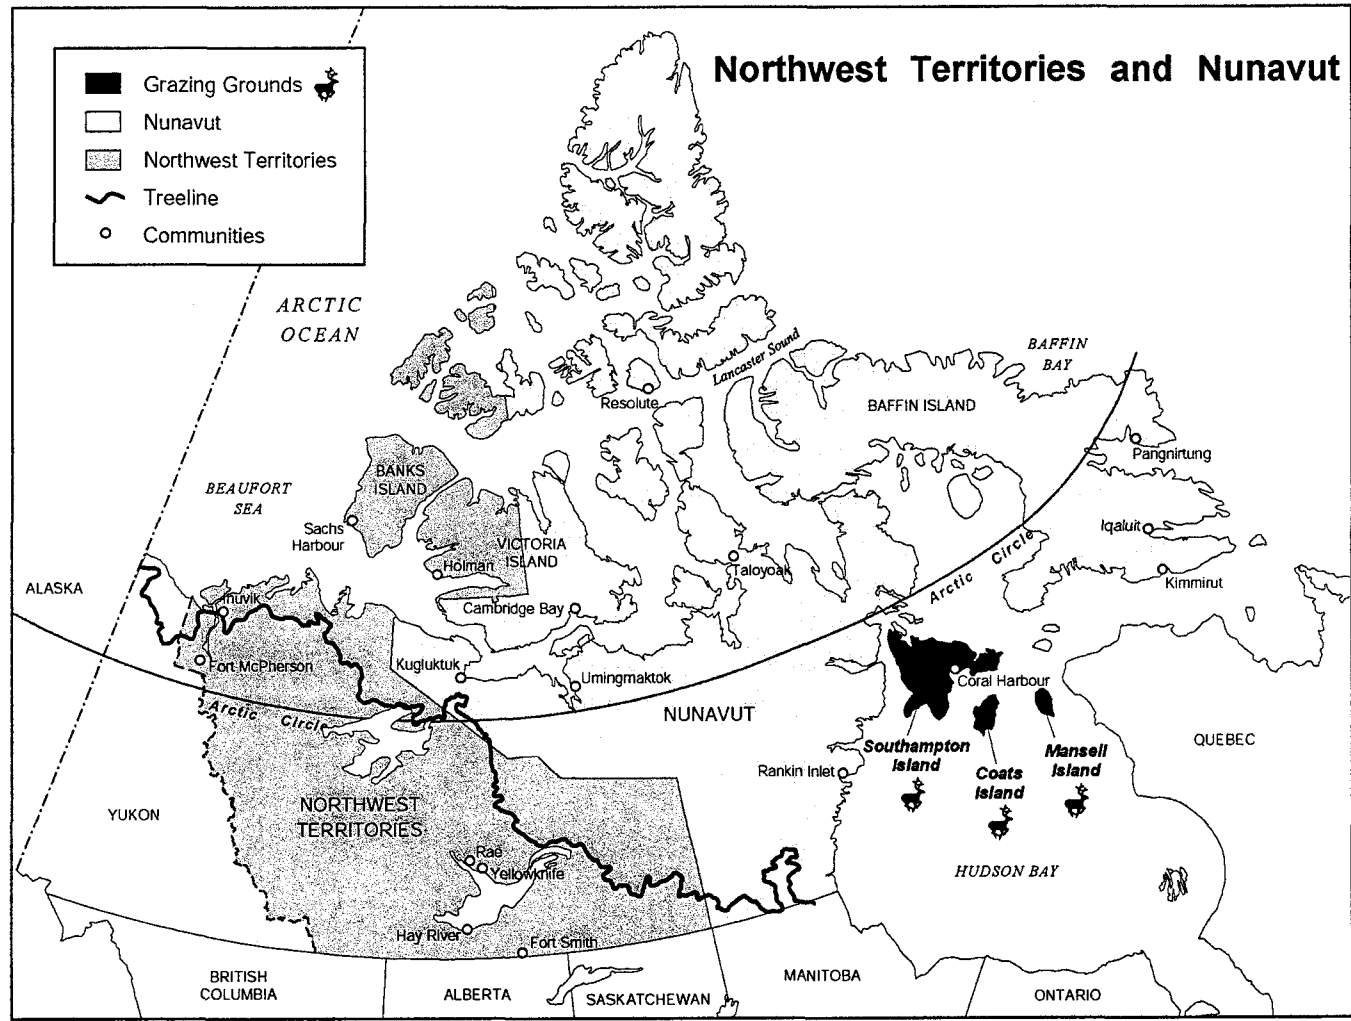 Northwest Territories and Nunavut
Grazing Grounds
Nunavut
Northwest Territories
Treeline
Communities
ARCTIC
OCEAN
BAFFIN
BAY
Lancaster Sound
Resolute
BAFFIN ISLAND
Pangnirtung
BANKS
ISLAND
BEAUFORT
SEA
Sachs
Harbour
VICTORIA
ISLAND
Holman
Taloyoak
Iqaluit
Arctic Circle
Kimmirut
ALASKA
Inuvik
Cambridge Bay
Fort McPherson
Kugluktuk
Umingmaktok
Coral Harbour
Arctic Circle
NUNAVUT
Southampton
Island
Coats
Island
Mansell
Island
QUEBEC
Rankin Inlet
YUKON
NORTHWEST
TERRITORIES
Rae
Yellowknife
HUDSON BAY
Hay River
Fort Smith
BRITISH
COLUMBIA
ALBERTA
SASKATCHEWAN
MANITOBA
ONTARIO